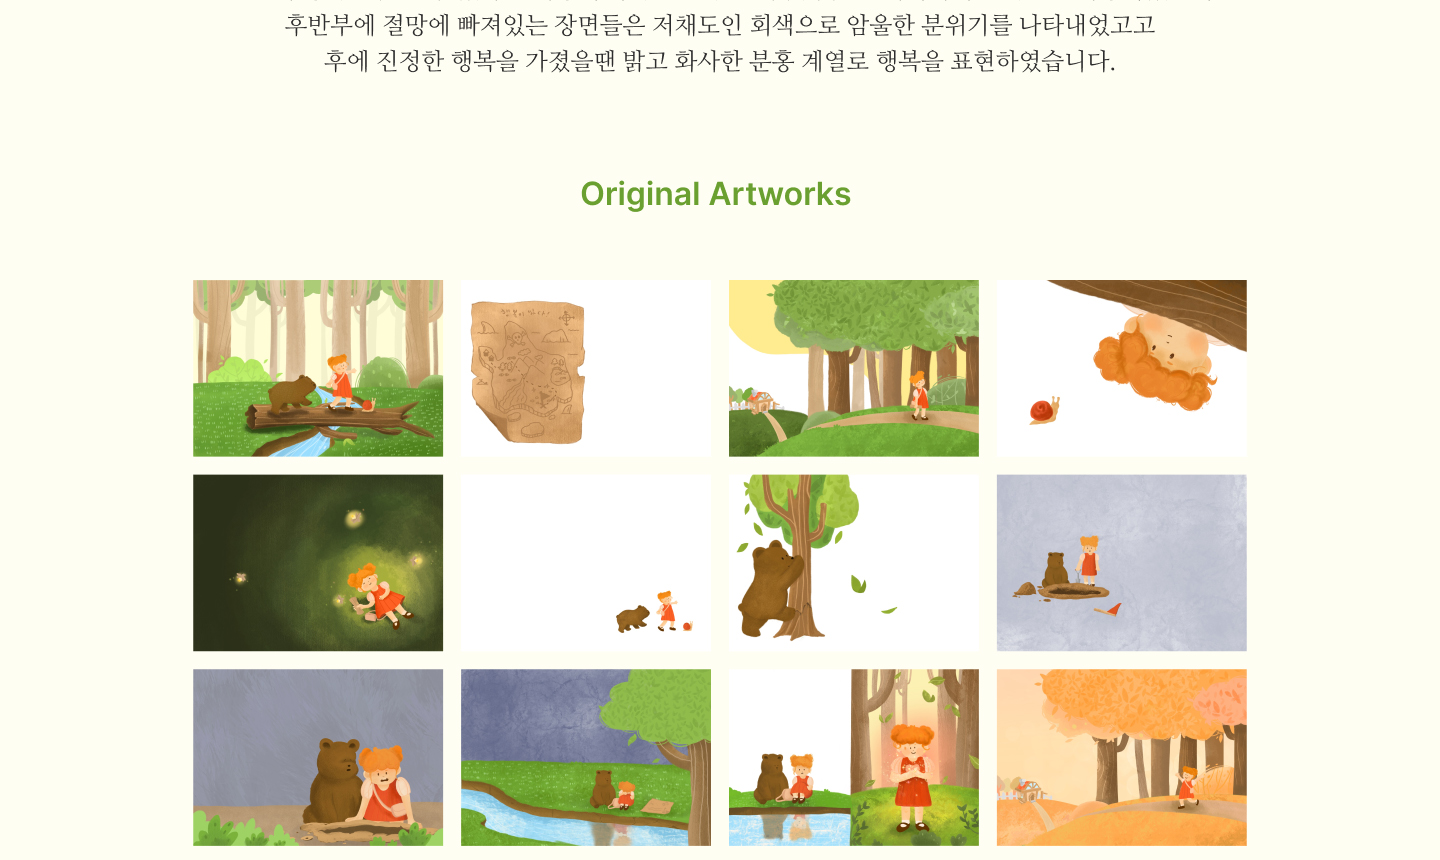 후반부에 절망에 빠져있는 장면들은 저채도인 회색으로 암울한 분위기를 나타내었고고
후에 진정한 행복을 가졌을땐 밝고 화사한 분홍 계열로 행복을 표현하였습니다.
Original Artworks